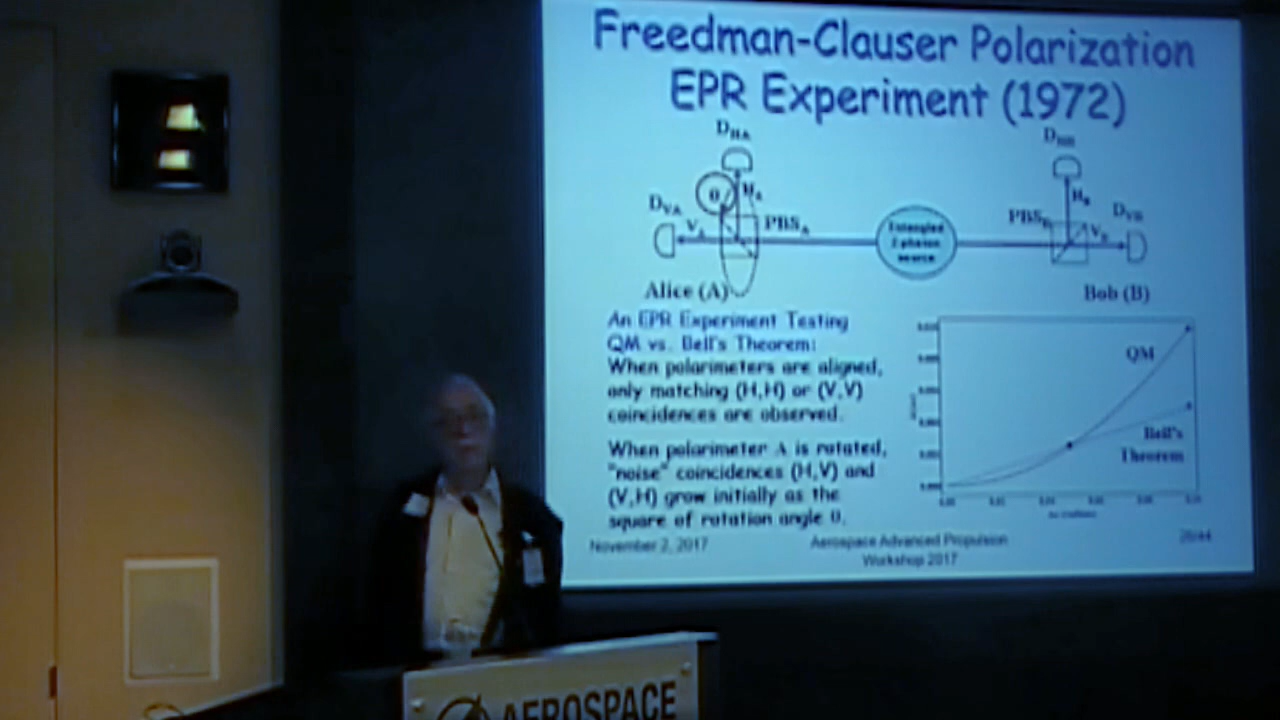 Freedman-Clauser Polarization
EPR Experiment (1972)
D_HA
θ
H_A
D_VA
V_A
PBS_A
Alice (A)
Entangled
2 photon
source
D_HB
H_B
PBS_B
V_B
D_VB
Bob (B)
An EPR Experiment Testing
QM vs. Bell's Theorem:
When polarimeters are aligned,
only matching (H,H) or (V,V)
coincidences are observed.
When polarimeter A is rotated,
"noise" coincidences (H,V) and
(V,H) grow initially as the
square of rotation angle θ.
QM
Bell's
Theorem
November 2, 2017
Aerospace Advanced Propulsion
Workshop 2017
AEROSPACE